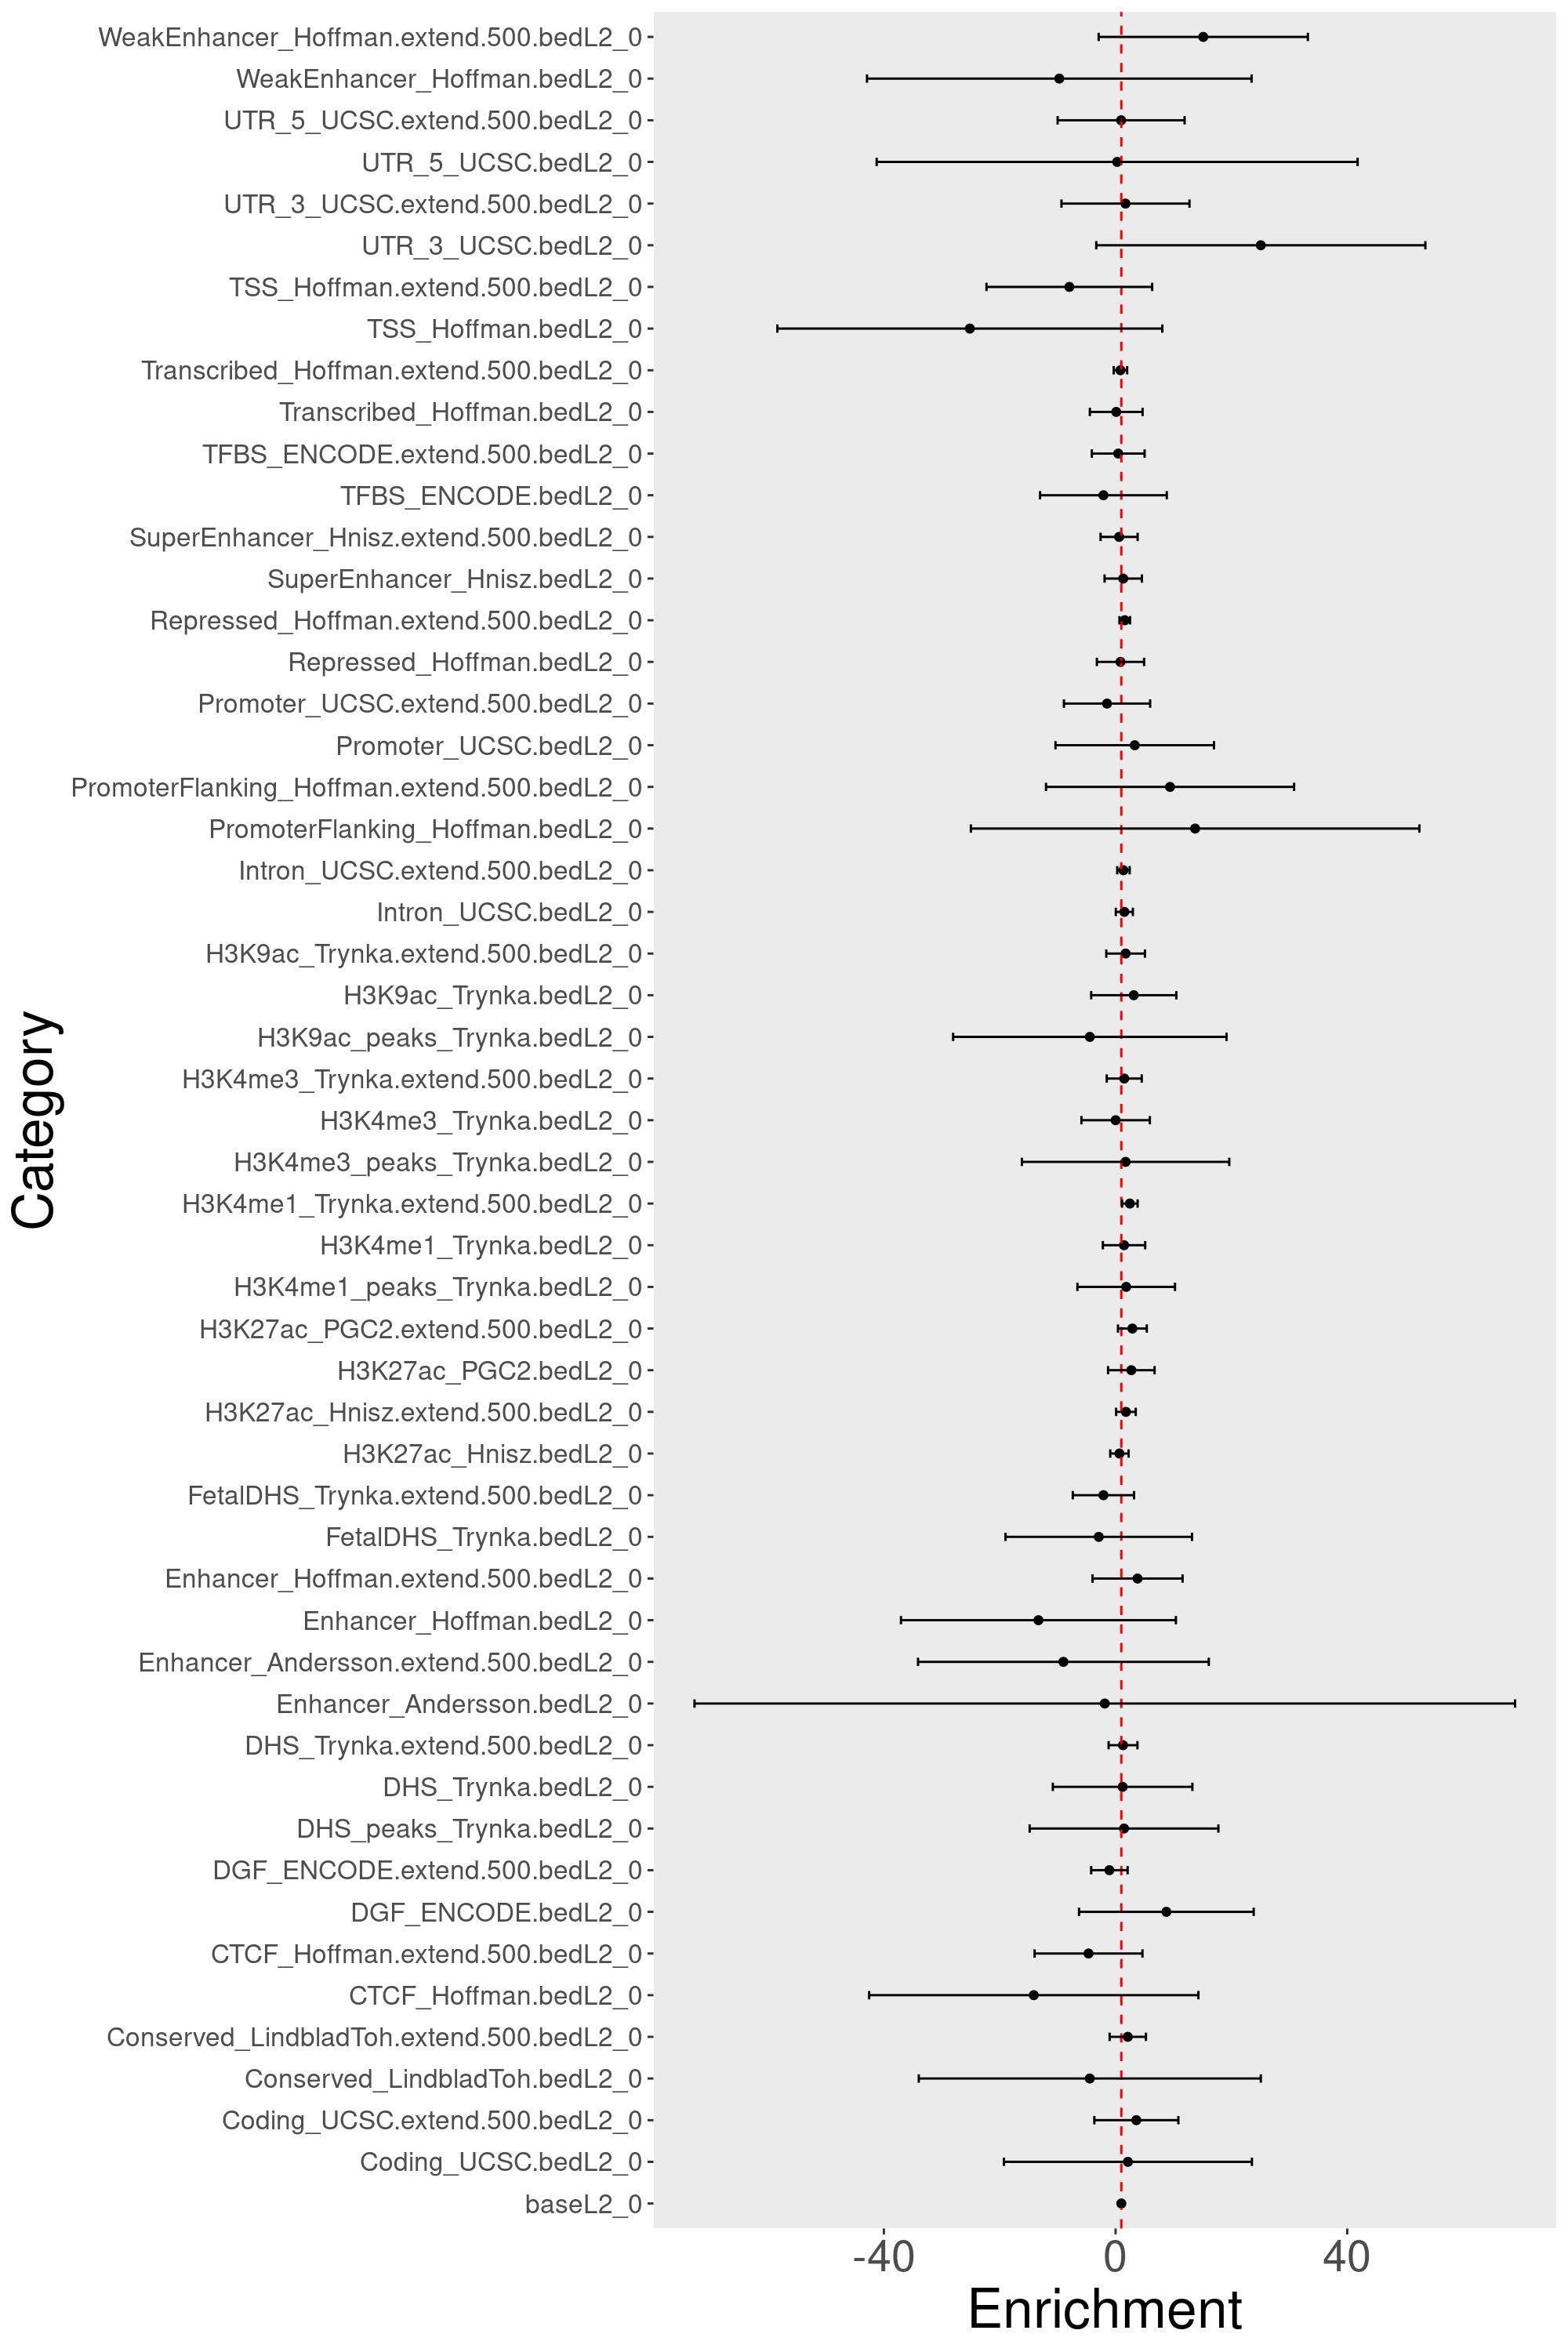 WeakEnhancer_Hoffman.extend.500.bedL2_0
WeakEnhancer_Hoffman.bedL2_0
UTR_5_UCSC.extend.500.bedL2_0
UTR_5_UCSC.bedL2_0
UTR_3_UCSC.extend.500.bedL2_0
UTR_3_UCSC.bedL2_0
TSS_Hoffman.extend.500.bedL2_0
TSS_Hoffman.bedL2_0
Transcribed_Hoffman.extend.500.bedL2_0
Transcribed_Hoffman.bedL2_0
TFBS_ENCODE.extend.500.bedL2_0
TFBS_ENCODE.bedL2_0
SuperEnhancer_Hnisz.extend.500.bedL2_0
SuperEnhancer_Hnisz.bedL2_0
Repressed_Hoffman.extend.500.bedL2_0
Repressed_Hoffman.bedL2_0
Promoter_UCSC.extend.500.bedL2_0
Promoter_UCSC.bedL2_0
PromoterFlanking_Hoffman.extend.500.bedL2_0
PromoterFlanking_Hoffman.bedL2_0
Intron_UCSC.extend.500.bedL2_0
Intron_UCSC.bedL2_0
H3K9ac_Trynka.extend.500.bedL2_0
H3K9ac_Trynka.bedL2_0
H3K9ac_peaks_Trynka.bedL2_0
H3K4me3_Trynka.extend.500.bedL2_0
H3K4me3_Trynka.bedL2_0
H3K4me3_peaks_Trynka.bedL2_0
H3K4me1_Trynka.extend.500.bedL2_0
H3K4me1_Trynka.bedL2_0
H3K4me1_peaks_Trynka.bedL2_0
H3K27ac_PGC2.extend.500.bedL2_0
H3K27ac_PGC2.bedL2_0
H3K27ac_Hnisz.extend.500.bedL2_0
H3K27ac_Hnisz.bedL2_0
FetalDHS_Trynka.extend.500.bedL2_0
FetalDHS_Trynka.bedL2_0
Enhancer_Hoffman.extend.500.bedL2_0
Enhancer_Hoffman.bedL2_0
Enhancer_Andersson.extend.500.bedL2_0
Enhancer_Andersson.bedL2_0
DHS_Trynka.extend.500.bedL2_0
DHS_Trynka.bedL2_0
DHS_peaks_Trynka.bedL2_0
DGF_ENCODE.extend.500.bedL2_0
DGF_ENCODE.bedL2_0
CTCF_Hoffman.extend.500.bedL2_0
CTCF_Hoffman.bedL2_0
Conserved_LindbladToh.extend.500.bedL2_0
Conserved_LindbladToh.bedL2_0
Coding_UCSC.extend.500.bedL2_0
Coding_UCSC.bedL2_0
baseL2_0
Category
-40 0 40
Enrichment